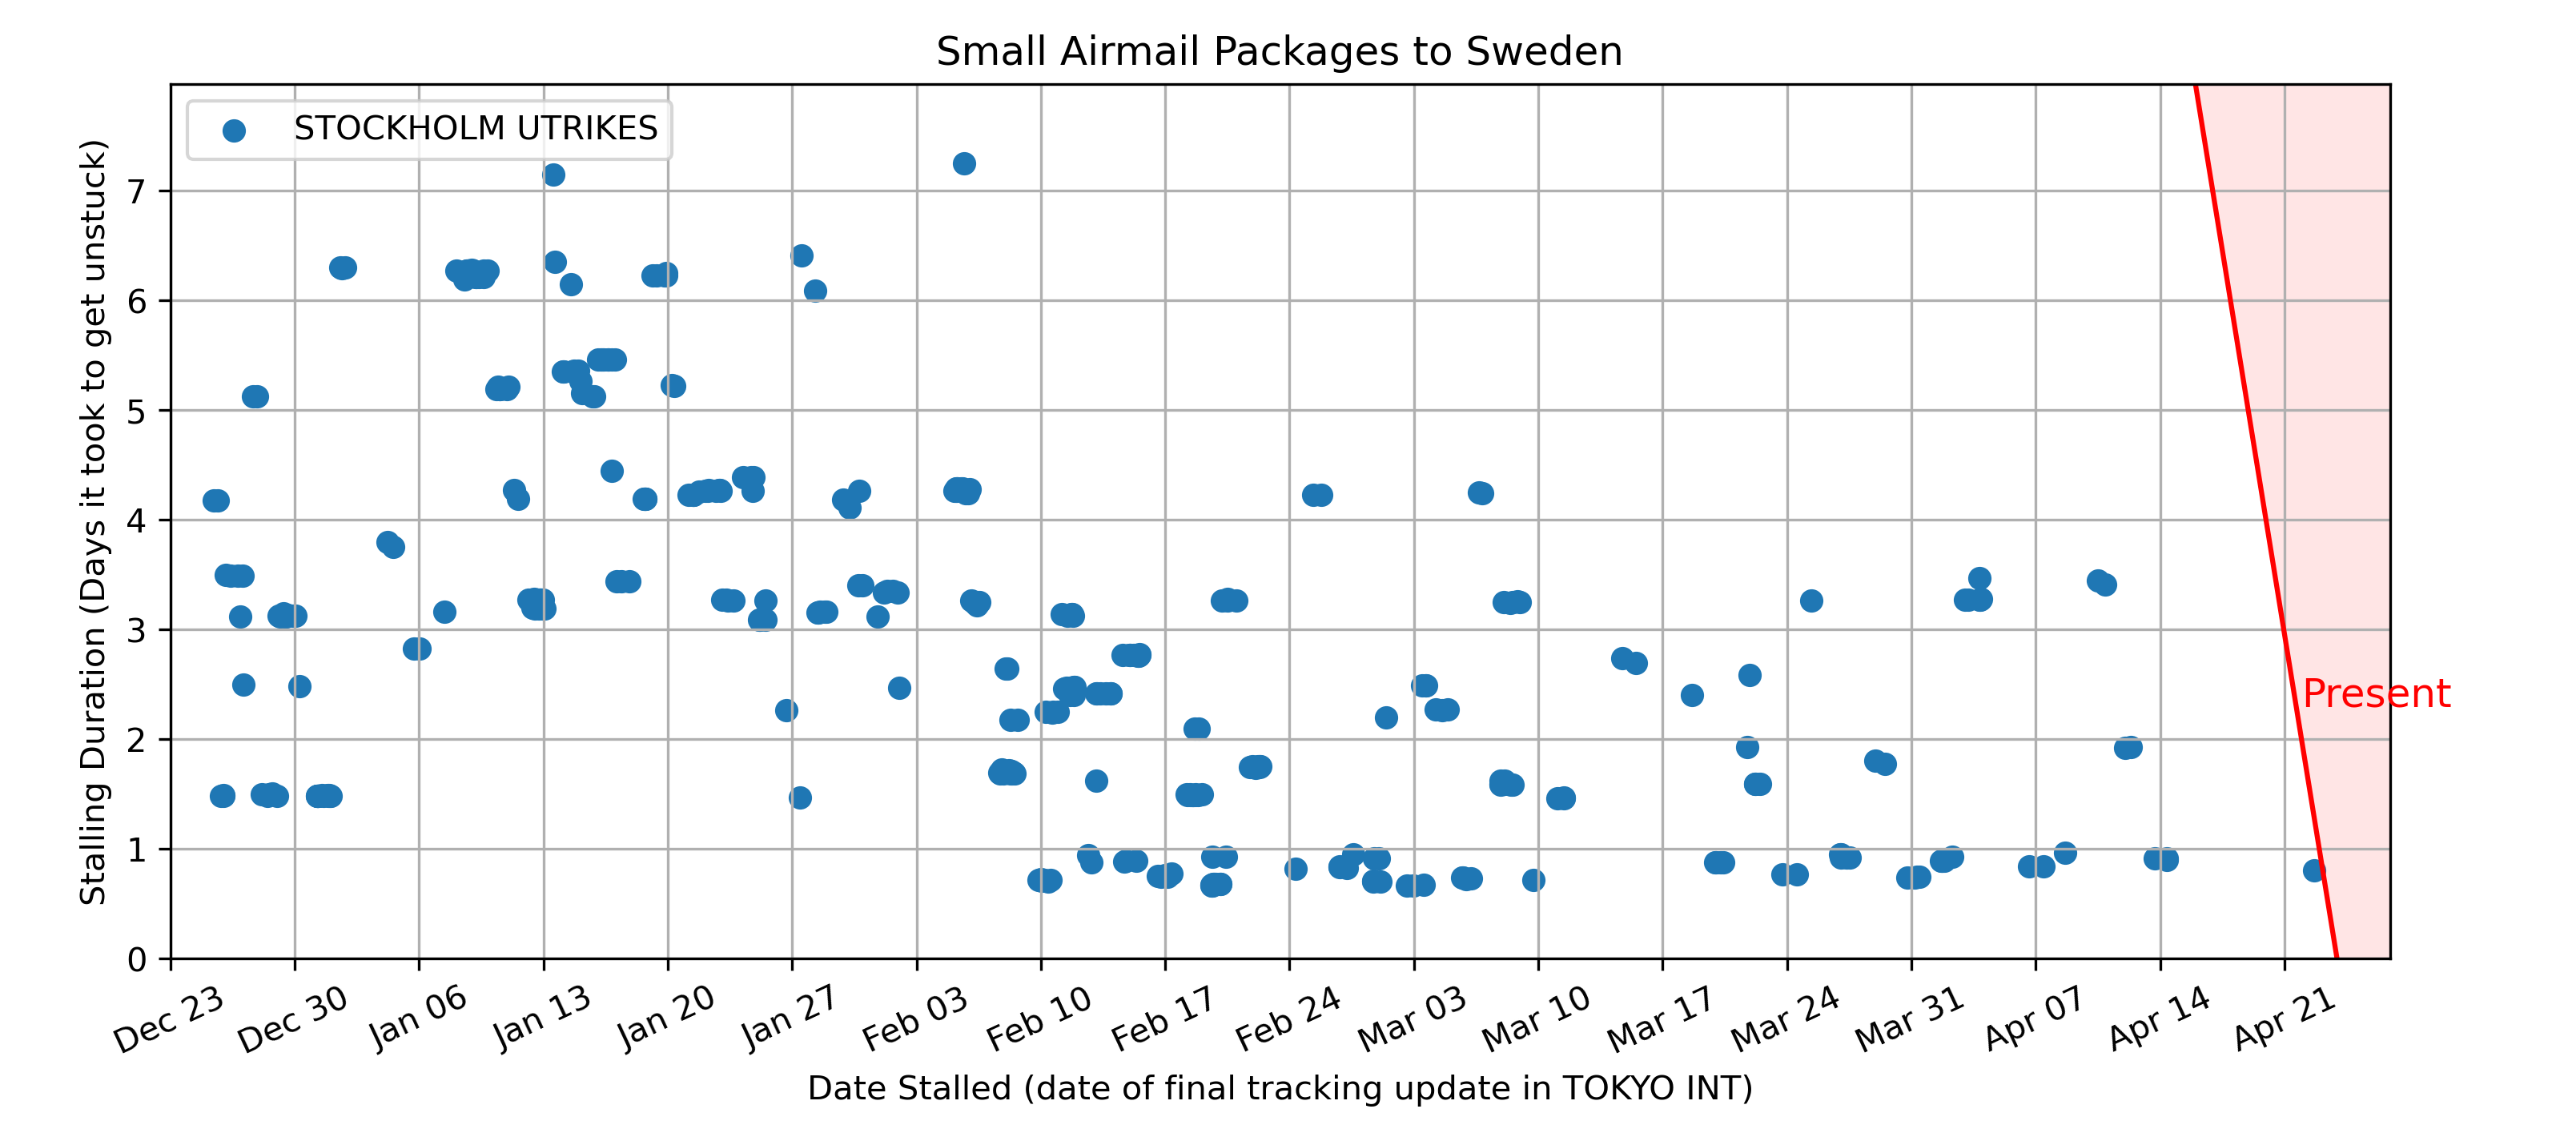 Small Airmail Packages to Sweden
STOCKHOLM UTRIKES
Stalling Duration (Days it took to get unstuck)
7
6
5
4
3
2
1
0
Present
Dec 23
Dec 30
Jan 06
Jan 13
Jan 20
Jan 27
Feb 03
Feb 10
Feb 17
Feb 24
Mar 03
Mar 10
Mar 17
Mar 24
Mar 31
Apr 07
Apr 14
Apr 21
Date Stalled (date of final tracking update in TOKYO INT)